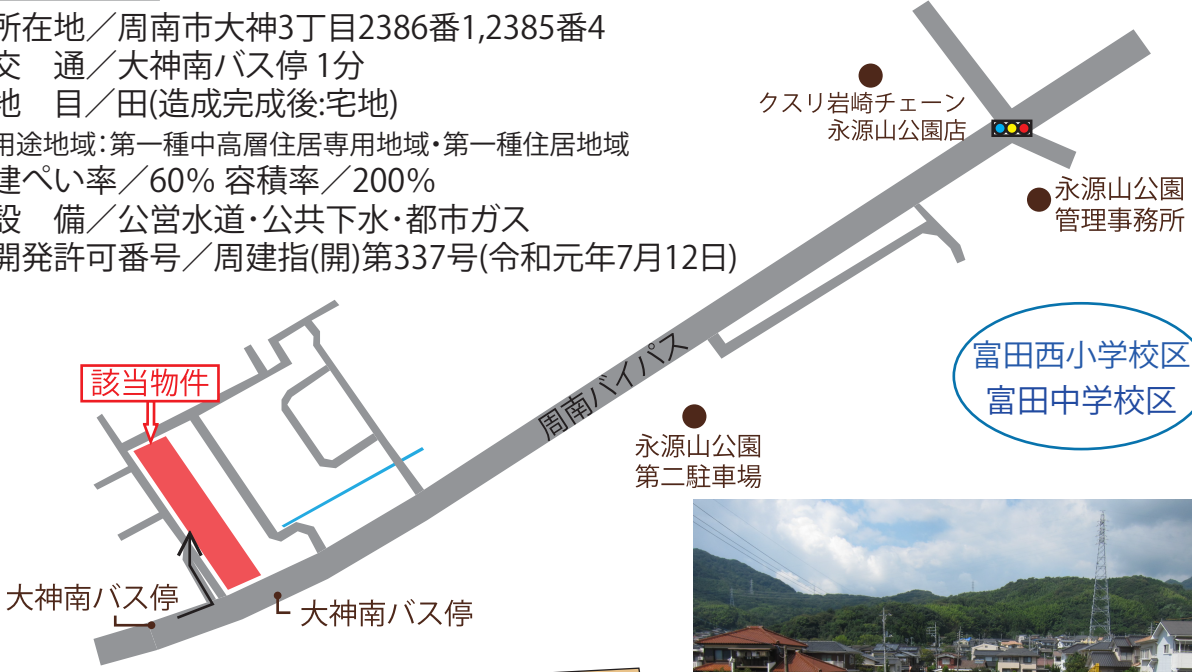 所在地／周南市大神3丁目2386番1,2385番4
交　通／大神南バス停 1分
地　目／田(造成完成後:宅地)
用途地域：第一種中高層住居専用地域・第一種住居地域
建ぺい率／60% 容積率／200%
設　備／公営水道・公共下水・都市ガス
開発許可番号／周建指(開)第337号(令和元年7月12日)
クスリ岩崎チェーン
永源山公園店
永源山公園
管理事務所
富田西小学校区
富田中学校区
周南バイパス
該当物件
永源山公園
第二駐車場
大神南バス停
大神南バス停